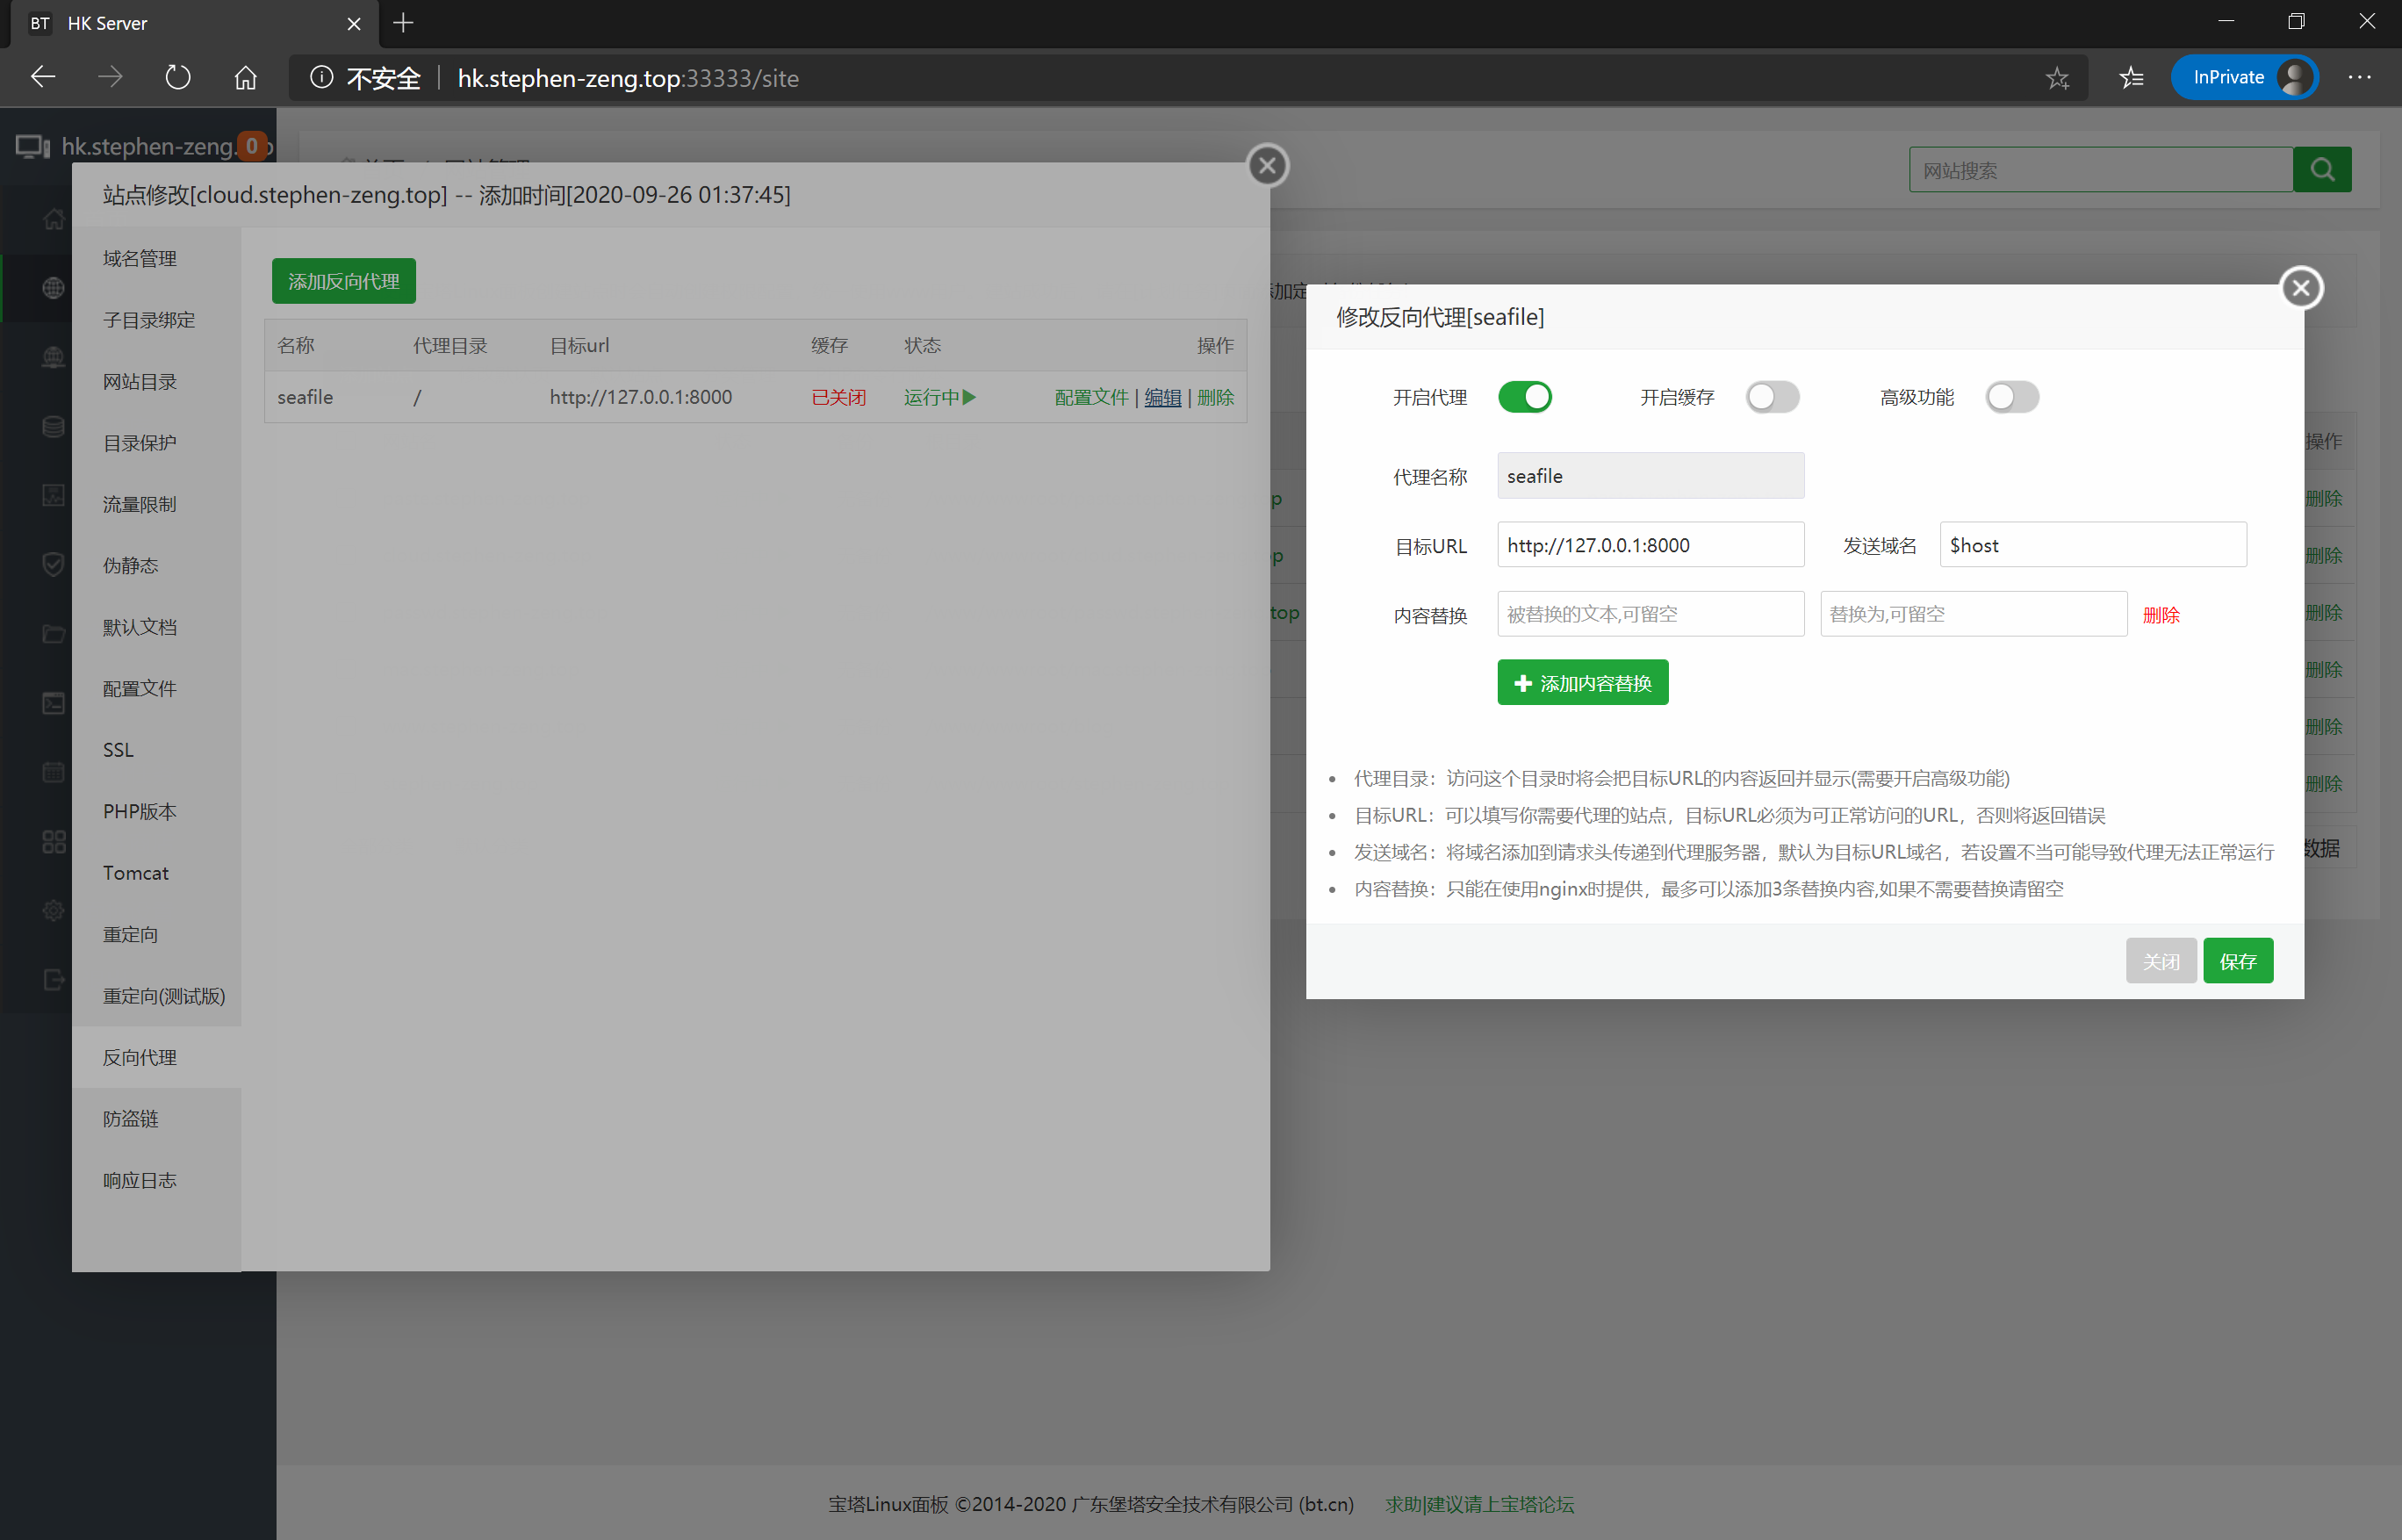 BT HK Server
不安全 hk.stephen-zeng.top:33333/site
InPrivate
hk.stephen-zeng. 0
网站搜索
站点修改[cloud.stephen-zeng.top] -- 添加时间[2020-09-26 01:37:45]
域名管理
子目录绑定
网站目录
目录保护
流量限制
伪静态
默认文档
配置文件
SSL
PHP版本
Tomcat
重定向
重定向(测试版)
反向代理
防盗链
响应日志
添加反向代理
名称 代理目录 目标url 缓存 状态 操作
seafile / http://127.0.0.1:8000 已关闭 运行中 配置文件 | 编辑 | 删除
修改反向代理[seafile]
开启代理 开启缓存 高级功能
代理名称 seafile
目标URL http://127.0.0.1:8000 发送域名 $host
内容替换 被替换的文本,可留空 替换为,可留空 删除
添加内容替换
代理目录：访问这个目录时将会把目标URL的内容返回并显示(需要开启高级功能)
目标URL：可以填写你需要代理的站点，目标URL必须为可正常访问的URL，否则将返回错误
发送域名：将域名添加到请求头传递到代理服务器，默认为目标URL域名，若设置不当可能导致代理无法正常运行
内容替换：只能在使用nginx时提供，最多可以添加3条替换内容,如果不需要替换请留空
关闭 保存
操作
p 删除
p 删除
top 删除
删除
删除
删除
数据
宝塔Linux面板 ©2014-2020 广东堡塔安全技术有限公司 (bt.cn) 求助|建议请上宝塔论坛